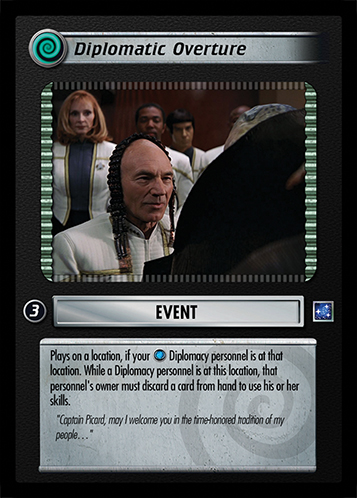 Diplomatic Overture
3
EVENT
Plays on a location, if your Diplomacy personnel is at that
location. While a Diplomacy personnel is at this location, that
personnel's owner must discard a card from hand to use his or her
skills.
"Captain Picard, may I welcome you in the time-honored tradition of my
people…"